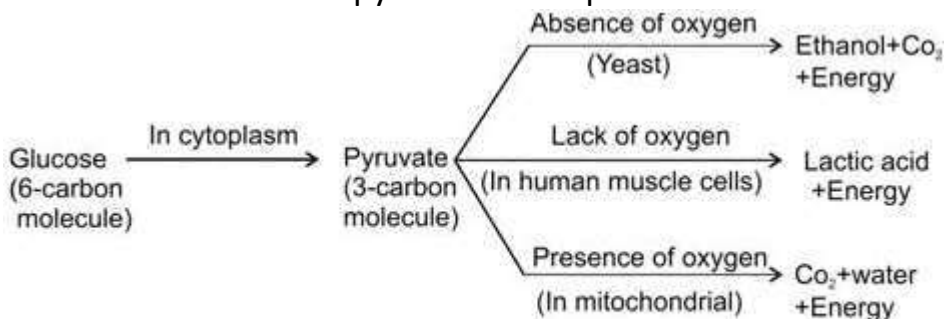 py
Absence of oxygen
(Yeast)
Ethanol+Co₂
+Energy
In cytoplasm
Glucose
(6-carbon
molecule)
Pyruvate
(3-carbon
molecule)
Lack of oxygen
(In human muscle cells)
Lactic acid
+Energy
Presence of oxygen
(In mitochondrial)
Co₂+water
+Energy